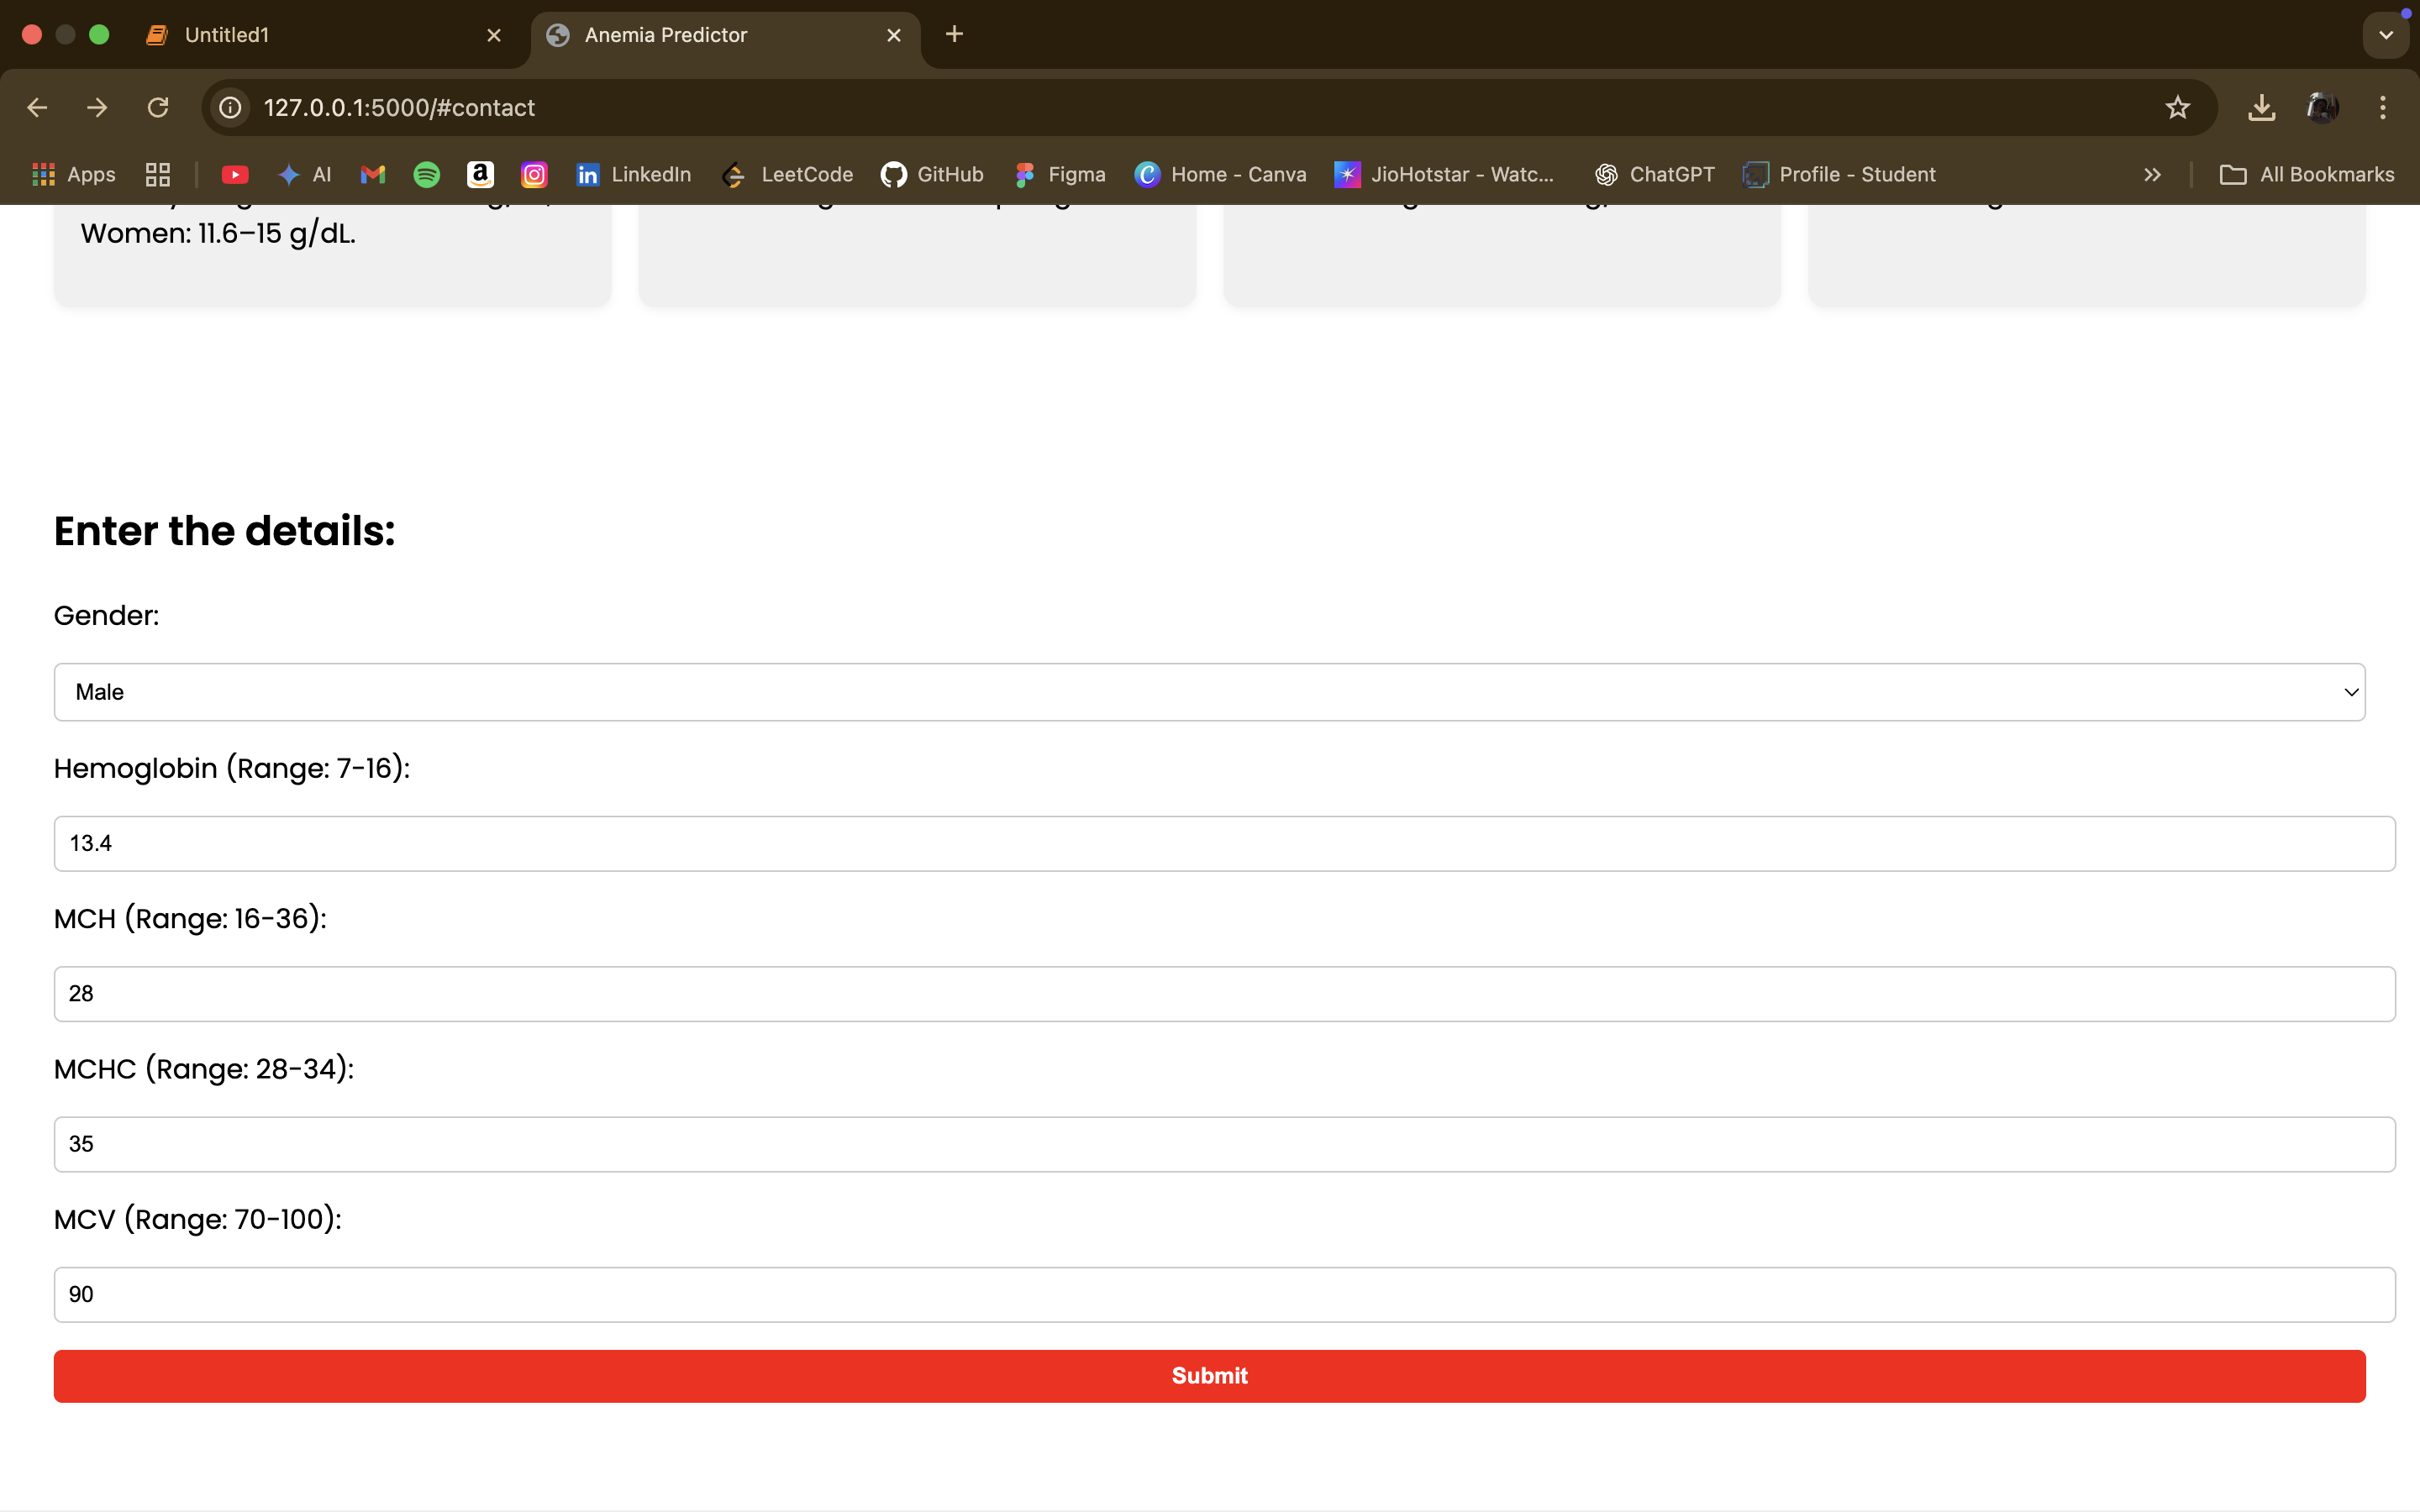 Untitled1
Anemia Predictor
127.0.0.1:5000/#contact
Apps
AI
LinkedIn
LeetCode
GitHub
Figma
Home - Canva
JioHotstar - Watc...
ChatGPT
Profile - Student
All Bookmarks
Women: 11.6–15 g/dL.
Enter the details:
Gender:
Male
Hemoglobin (Range: 7-16):
13.4
MCH (Range: 16-36):
28
MCHC (Range: 28-34):
35
MCV (Range: 70-100):
90
Submit